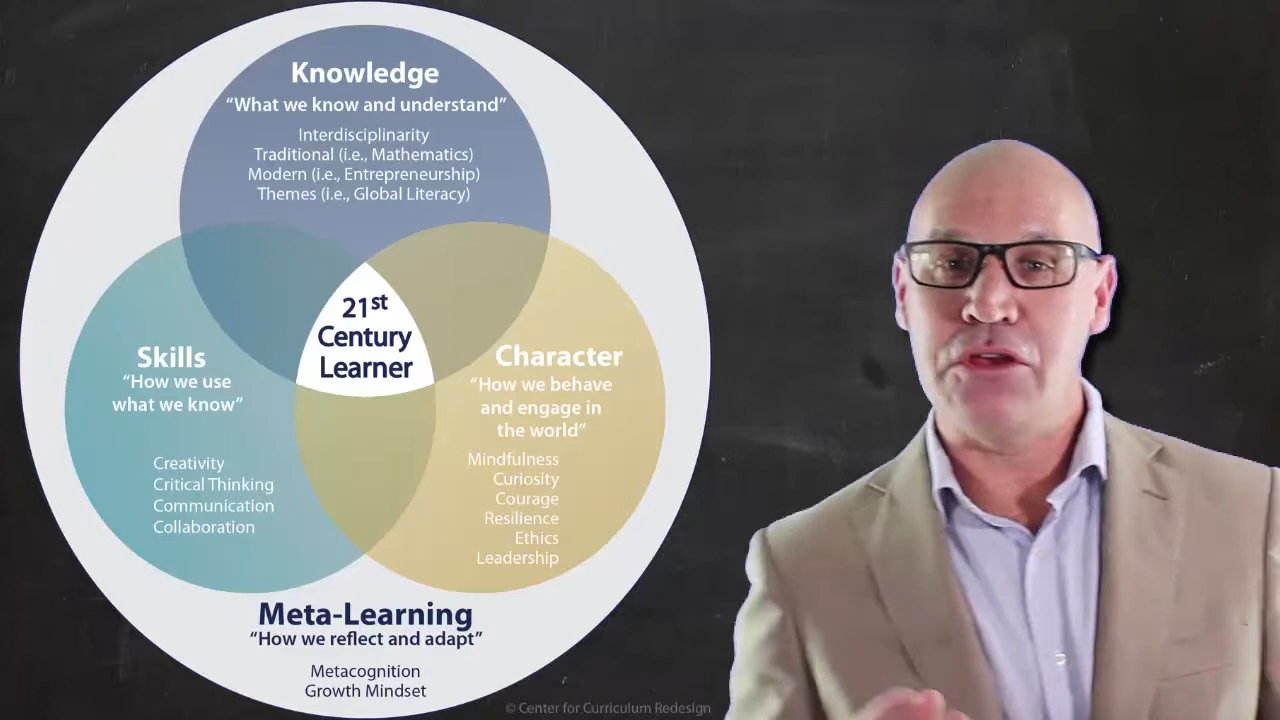 Knowledge
“What we know and understand”
Interdisciplinarity
Traditional (i.e., Mathematics)
Modern (i.e., Entrepreneurship)
Themes (i.e., Global Literacy)
21st
Century
Learner
Skills
“How we use
what we know”
Creativity
Critical Thinking
Communication
Collaboration
Character
“How we behave
and engage in
the world”
Mindfulness
Curiosity
Courage
Resilience
Ethics
Leadership
Meta-Learning
“How we reflect and adapt”
Metacognition
Growth Mindset
© Center for Curriculum Redesign